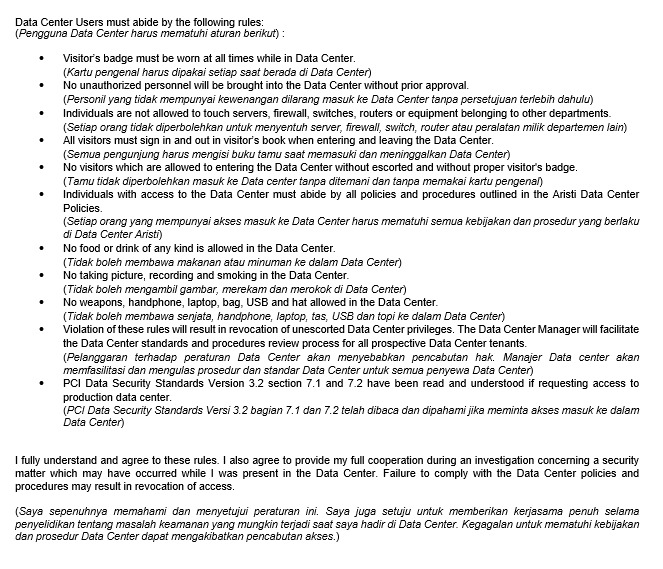 Data Center Users must abide by the following rules:
(Pengguna Data Center harus mematuhi aturan berikut) :
• Visitor's badge must be worn at all times while in Data Center.
(Kartu pengenal harus dipakai setiap saat berada di Data Center)
• No unauthorized personnel will be brought into the Data Center without prior approval.
(Personil yang tidak mempunyai kewenangan dilarang masuk ke Data Center tanpa persetujuan terlebih dahulu)
• Individuals are not allowed to touch servers, firewall, switches, routers or equipment belonging to other departments.
(Setiap orang tidak diperbolehkan untuk menyentuh server, firewall, switch, router atau peralatan milik departemen lain)
• All visitors must sign in and out in visitor's book when entering and leaving the Data Center.
(Semua pengunjung harus mengisi buku tamu saat memasuki dan meninggalkan Data Center)
• No visitors which are allowed to entering the Data Center without escorted and without proper visitor's badge.
(Tamu tidak diperbolehkan masuk ke Data center tanpa ditemani dan tanpa memakai kartu pengenal)
• Individuals with access to the Data Center must abide by all policies and procedures outlined in the Aristi Data Center
Policies.
(Setiap orang yang mempunyai akses masuk ke Data Center harus mematuhi semua kebijakan dan prosedur yang berlaku
di Data Center Aristi)
• No food or drink of any kind is allowed in the Data Center.
(Tidak boleh membawa makanan atau minuman ke dalam Data Center)
• No taking picture, recording and smoking in the Data Center.
(Tidak boleh mengambil gambar, merekam dan merokok di Data Center)
• No weapons, handphone, laptop, bag, USB and hat allowed in the Data Center.
(Tidak boleh membawa senjata, handphone, laptop, tas, USB dan topi ke dalam Data Center)
• Violation of these rules will result in revocation of unescorted Data Center privileges. The Data Center Manager will facilitate
the Data Center standards and procedures review process for all prospective Data Center tenants.
(Pelanggaran terhadap peraturan Data Center akan menyebabkan pencabutan hak. Manajer Data center akan
memfasilitasi dan mengulas prosedur dan standar Data Center untuk semua penyewa Data Center)
• PCI Data Security Standards Version 3.2 section 7.1 and 7.2 have been read and understood if requesting access to
production data center.
(PCI Data Security Standards Versi 3.2 bagian 7.1 dan 7.2 telah dibaca dan dipahami jika meminta akses masuk ke dalam
Data Center)
I fully understand and agree to these rules. I also agree to provide my full cooperation during an investigation concerning a security
matter which may have occurred while I was present in the Data Center. Failure to comply with the Data Center policies and
procedures may result in revocation of access.
(Saya sepenuhnya memahami dan menyetujui peraturan ini. Saya juga setuju untuk memberikan kerjasama penuh selama
penyelidikan tentang masalah keamanan yang mungkin terjadi saat saya hadir di Data Center. Kegagalan untuk mematuhi kebijakan
dan prosedur Data Center dapat mengakibatkan pencabutan akses.)